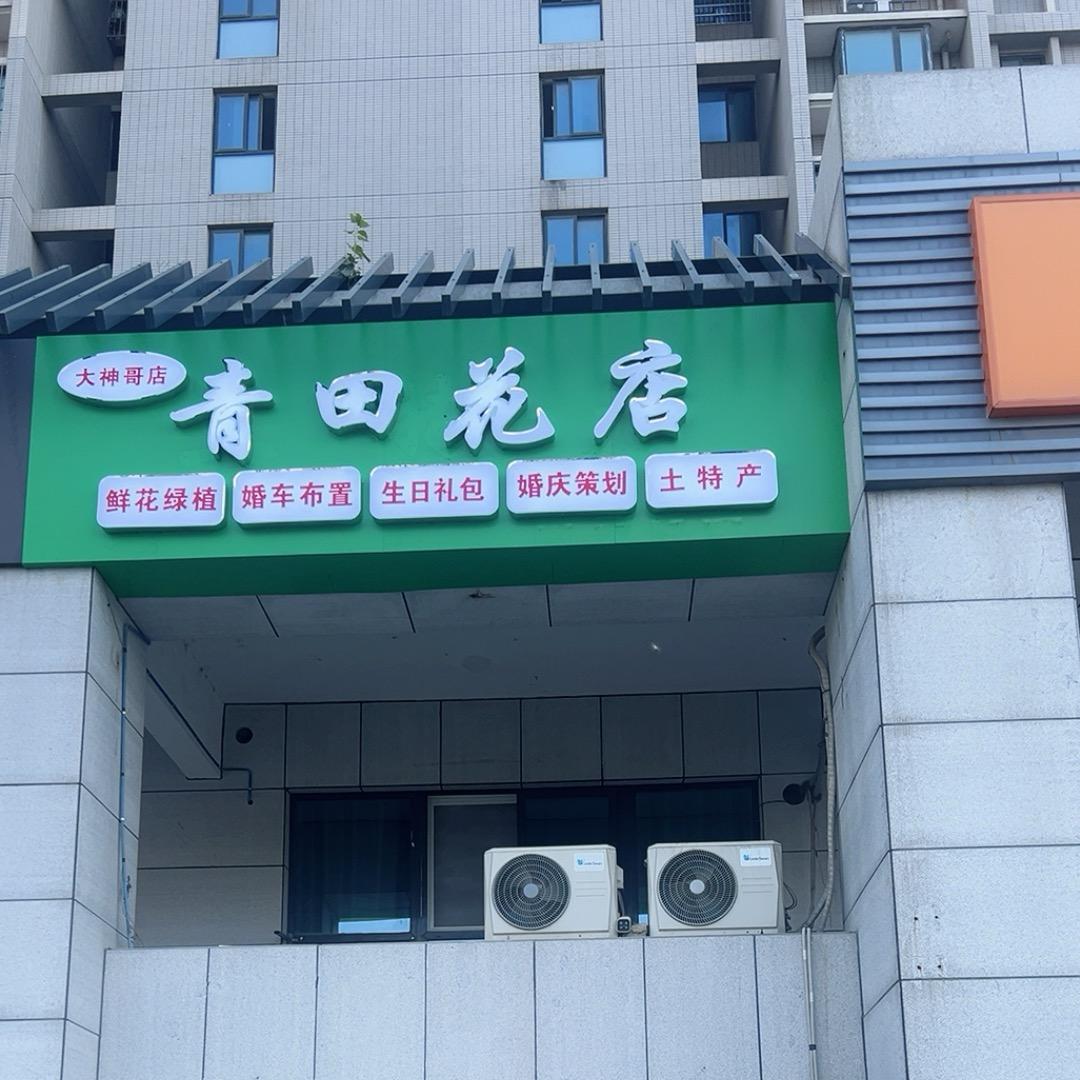 大神哥店
青田花店
鲜花绿植 婚车布置 生日礼包 婚庆策划 土特产